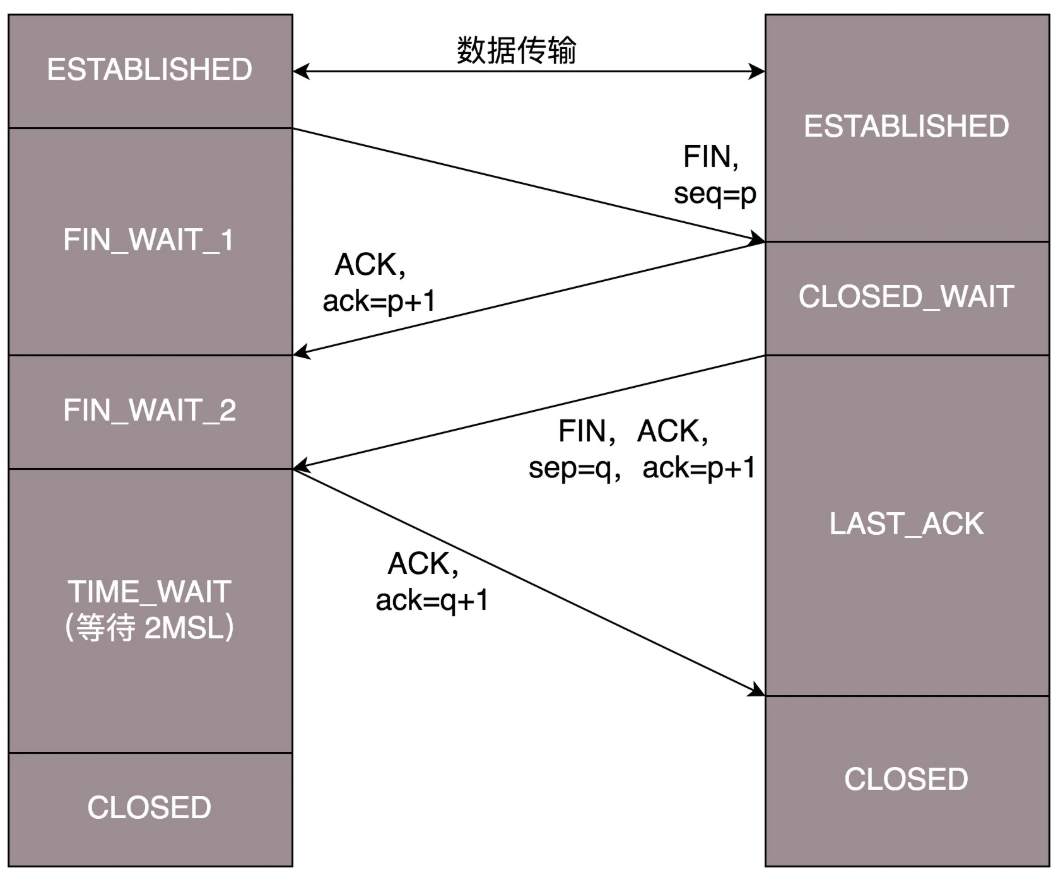 数据传输
ESTABLISHED
ESTABLISHED
FIN,
seq=p
FIN_WAIT_1
ACK,
ack=p+1
CLOSED_WAIT
FIN_WAIT_2
FIN, ACK,
sep=q, ack=p+1
LAST_ACK
ACK,
ack=q+1
TIME_WAIT
（等待 2MSL）
CLOSED
CLOSED